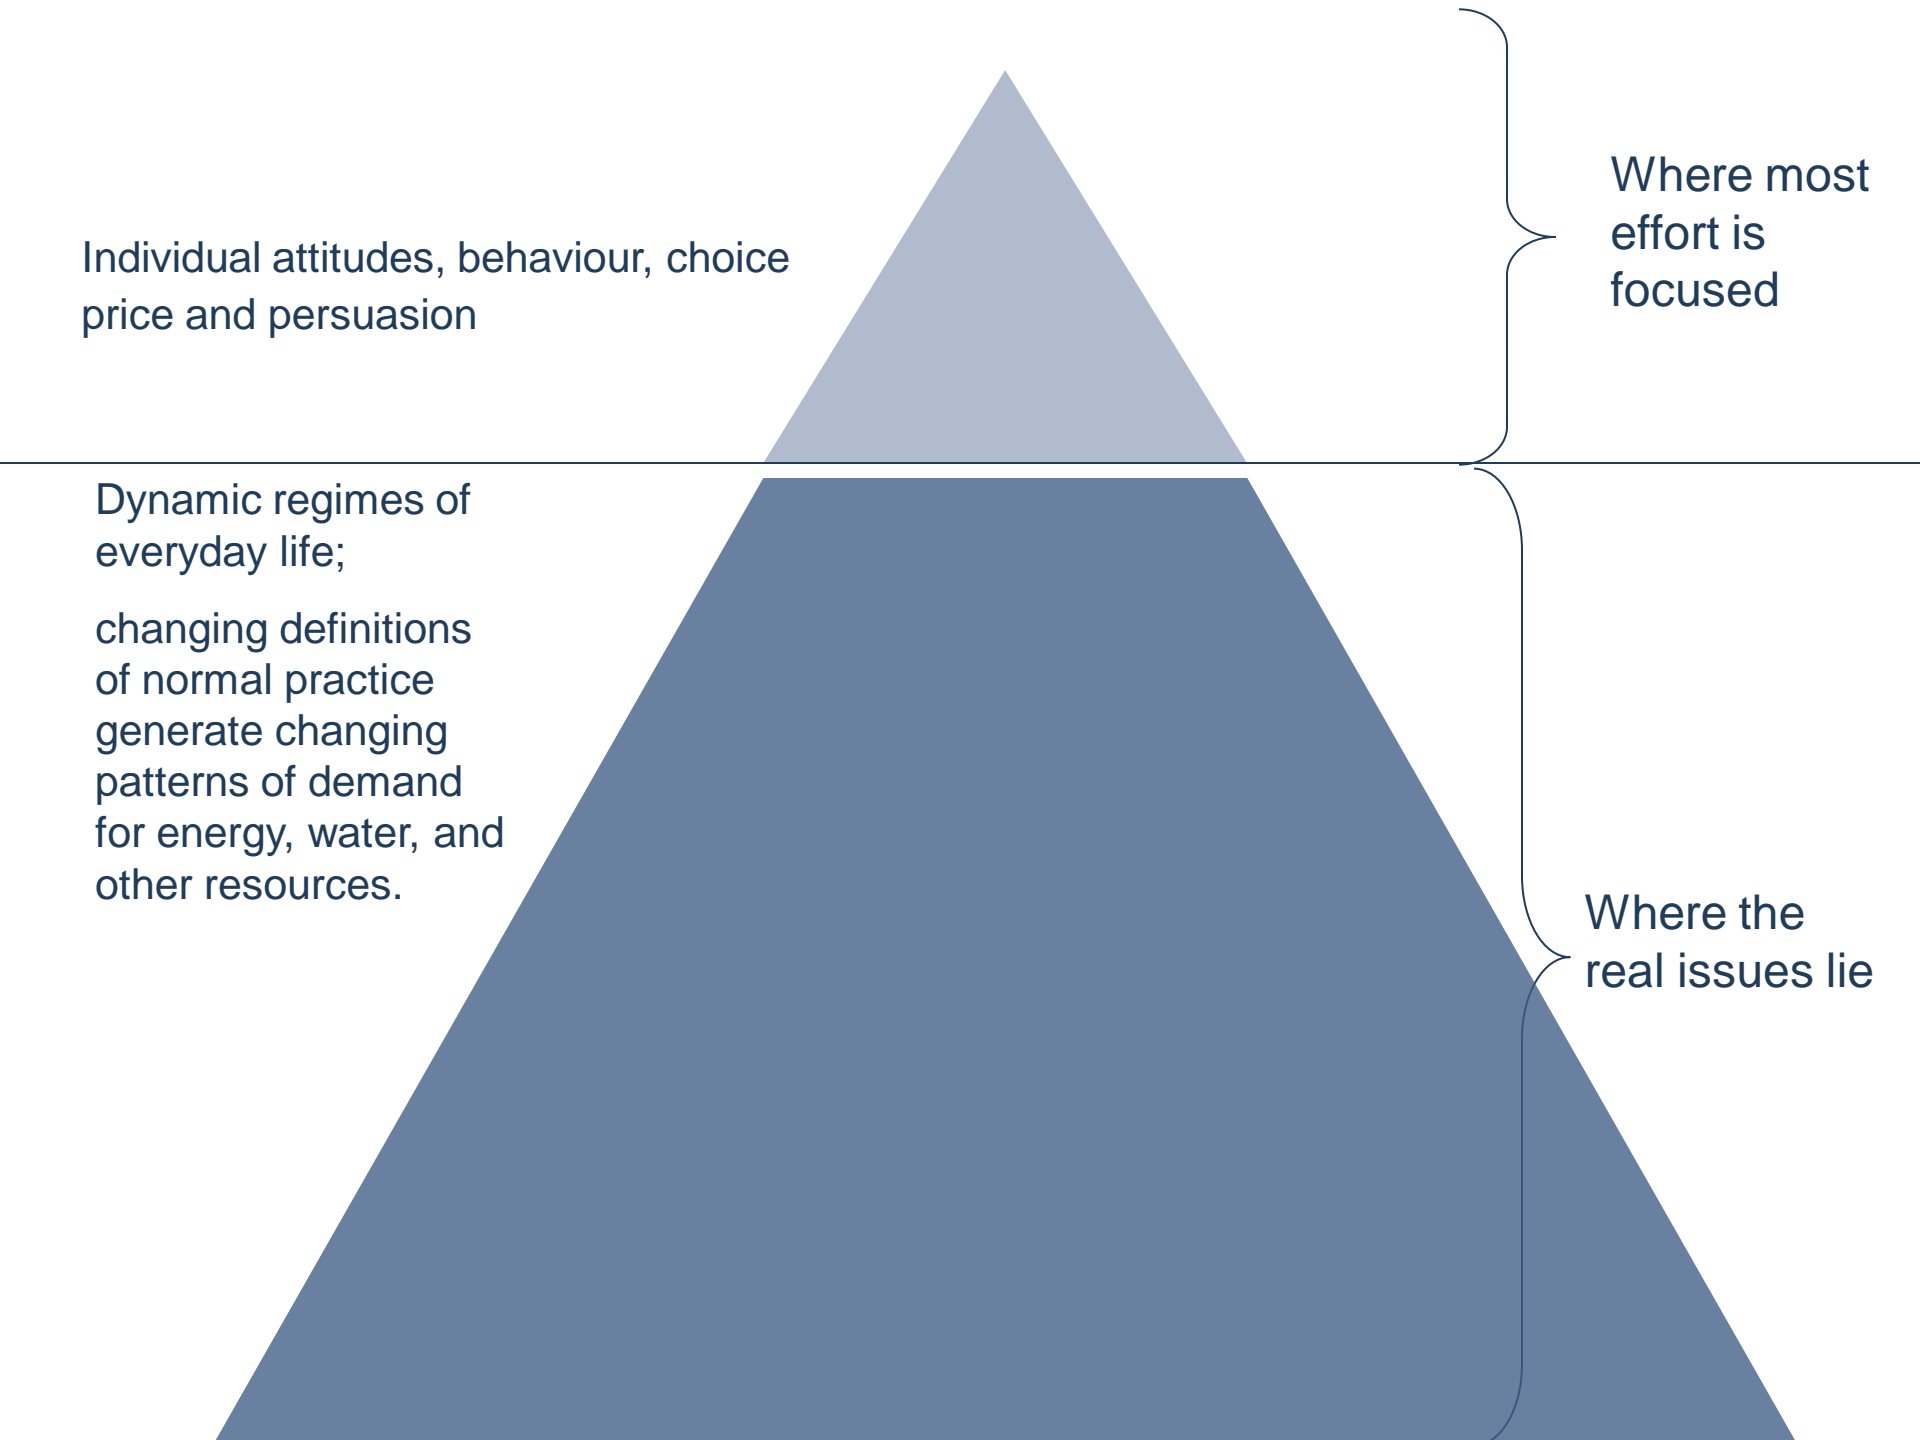 Individual attitudes, behaviour, choice
price and persuasion
Where most
effort is
focused
Dynamic regimes of
everyday life;
changing definitions
of normal practice
generate changing
patterns of demand
for energy, water, and
other resources.
Where the
real issues lie